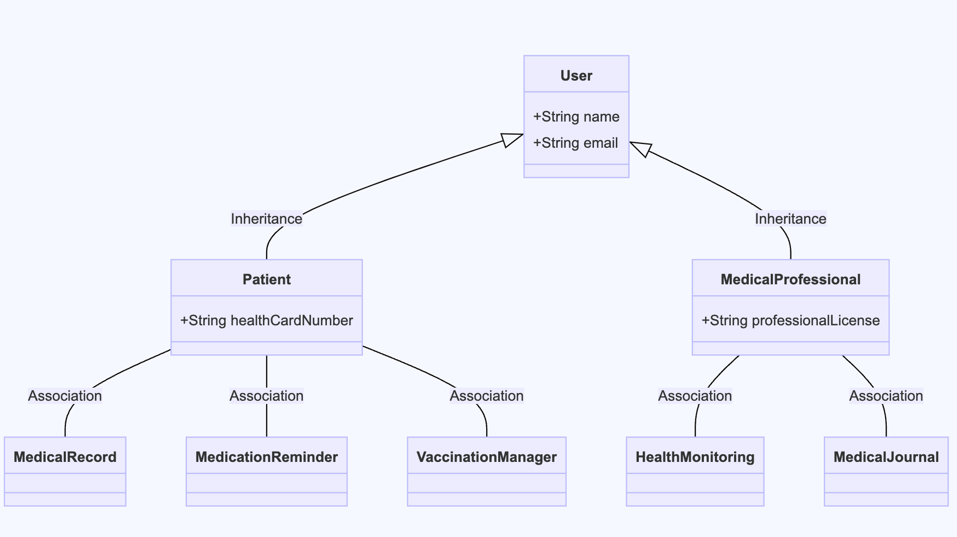 User
+String name
+String email
Inheritance
Inheritance
Patient
+String healthCardNumber
MedicalProfessional
+String professionalLicense
Association
Association
Association
Association
Association
MedicalRecord
MedicationReminder
VaccinationManager
HealthMonitoring
MedicalJournal